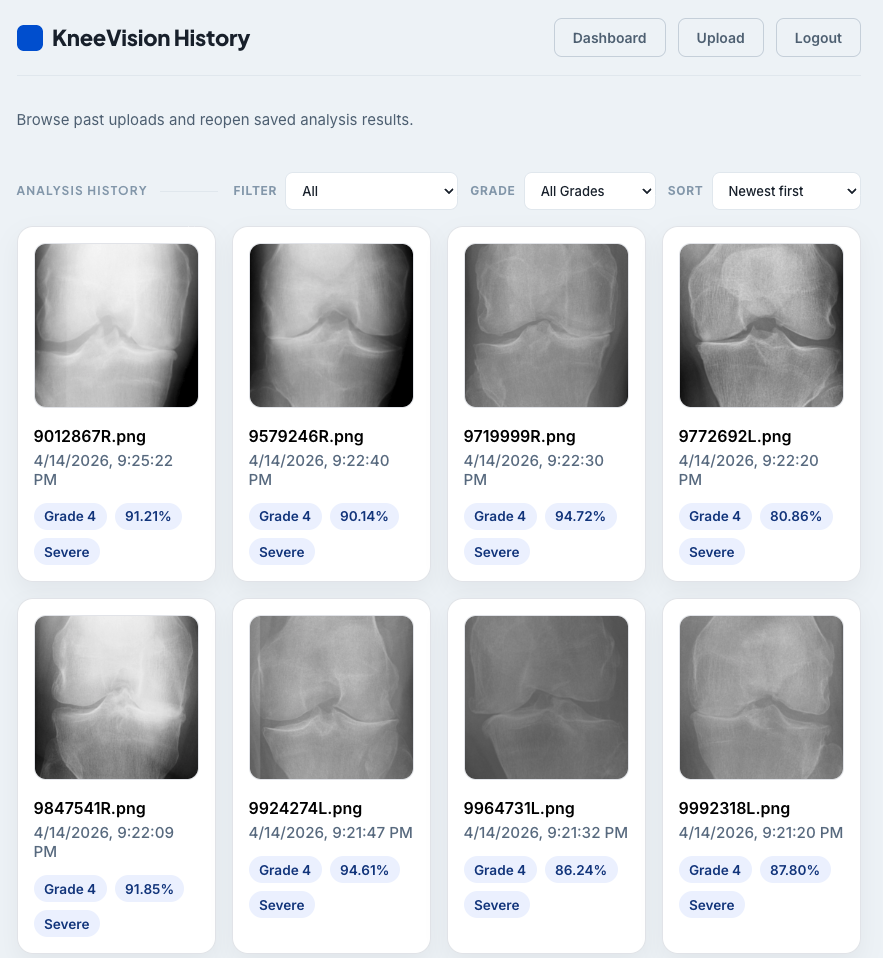 KneeVision History
Dashboard
Upload
Logout
Browse past uploads and reopen saved analysis results.
ANALYSIS HISTORY
FILTER
All
GRADE
All Grades
SORT
Newest first
9012867R.png
4/14/2026, 9:25:22
PM
Grade 4
91.21%
Severe
9579246R.png
4/14/2026, 9:22:40
PM
Grade 4
90.14%
Severe
9719999R.png
4/14/2026, 9:22:30
PM
Grade 4
94.72%
Severe
9772692L.png
4/14/2026, 9:22:20
PM
Grade 4
80.86%
Severe
9847541R.png
4/14/2026, 9:22:09
PM
Grade 4
91.85%
Severe
9924274L.png
4/14/2026, 9:21:47 PM
Grade 4
94.61%
Severe
9964731L.png
4/14/2026, 9:21:32 PM
Grade 4
86.24%
Severe
9992318L.png
4/14/2026, 9:21:20 PM
Grade 4
87.80%
Severe